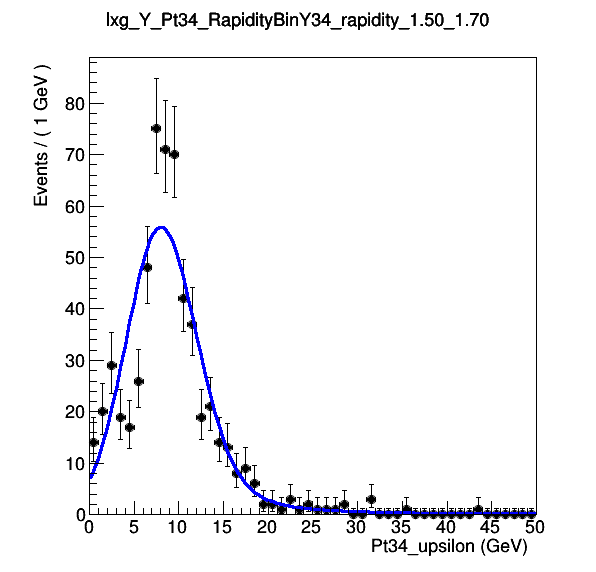 lxg_Y_Pt34_RapidityBinY34_rapidity_1.50_1.70
Events / ( 1 GeV )
80
70
60
50
40
30
20
10
0
0 5 10 15 20 25 30 35 40 45 50
Pt34_upsilon (GeV)